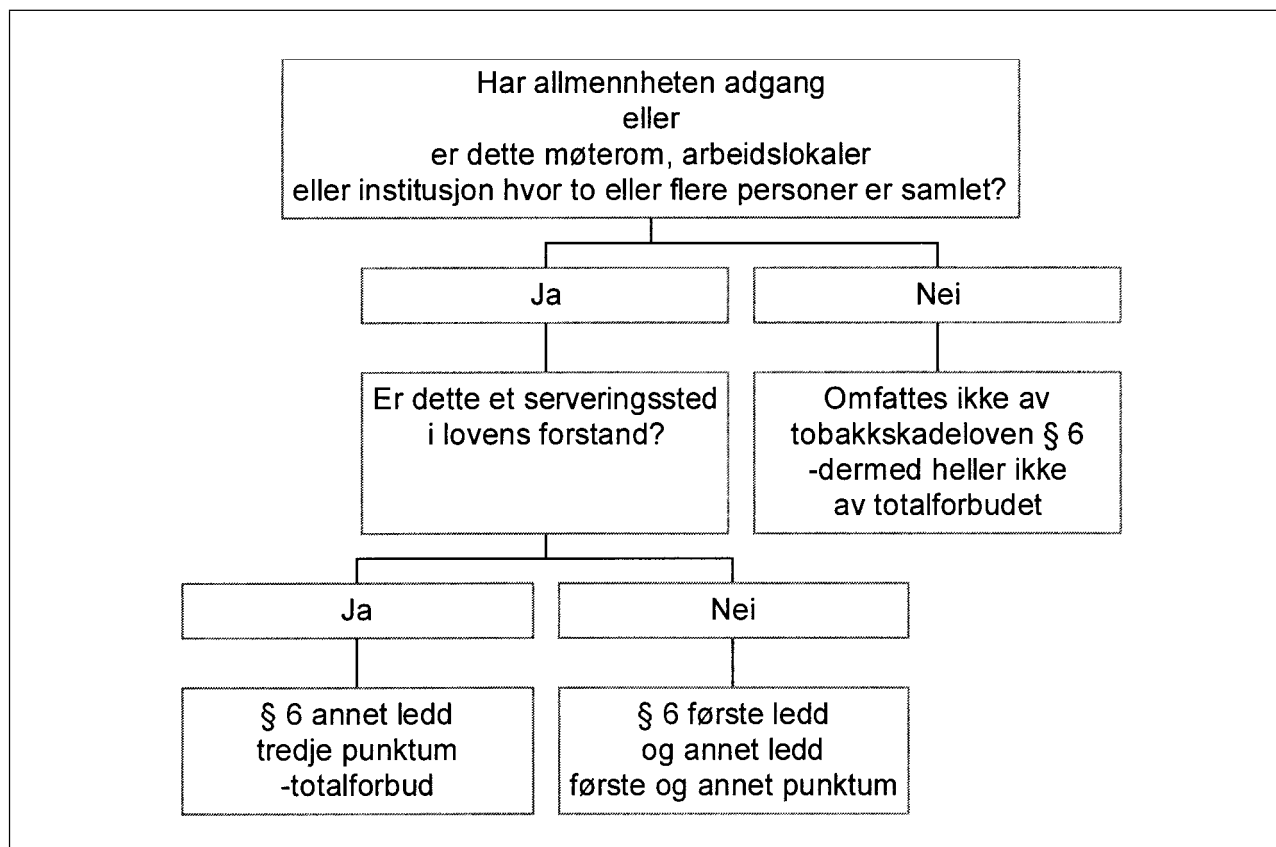 Har allmennheten adgang
eller
er dette møterom, arbeidslokaler
eller institusjon hvor to eller flere personer er samlet?
Ja
Nei
Er dette et serveringssted
i lovens forstand?
Omfattes ikke av
tobakkskadeloven § 6
-dermed heller ikke
av totalforbudet
Ja
Nei
§ 6 annet ledd
tredje punktum
-totalforbud
§ 6 første ledd
og annet ledd
første og annet punktum